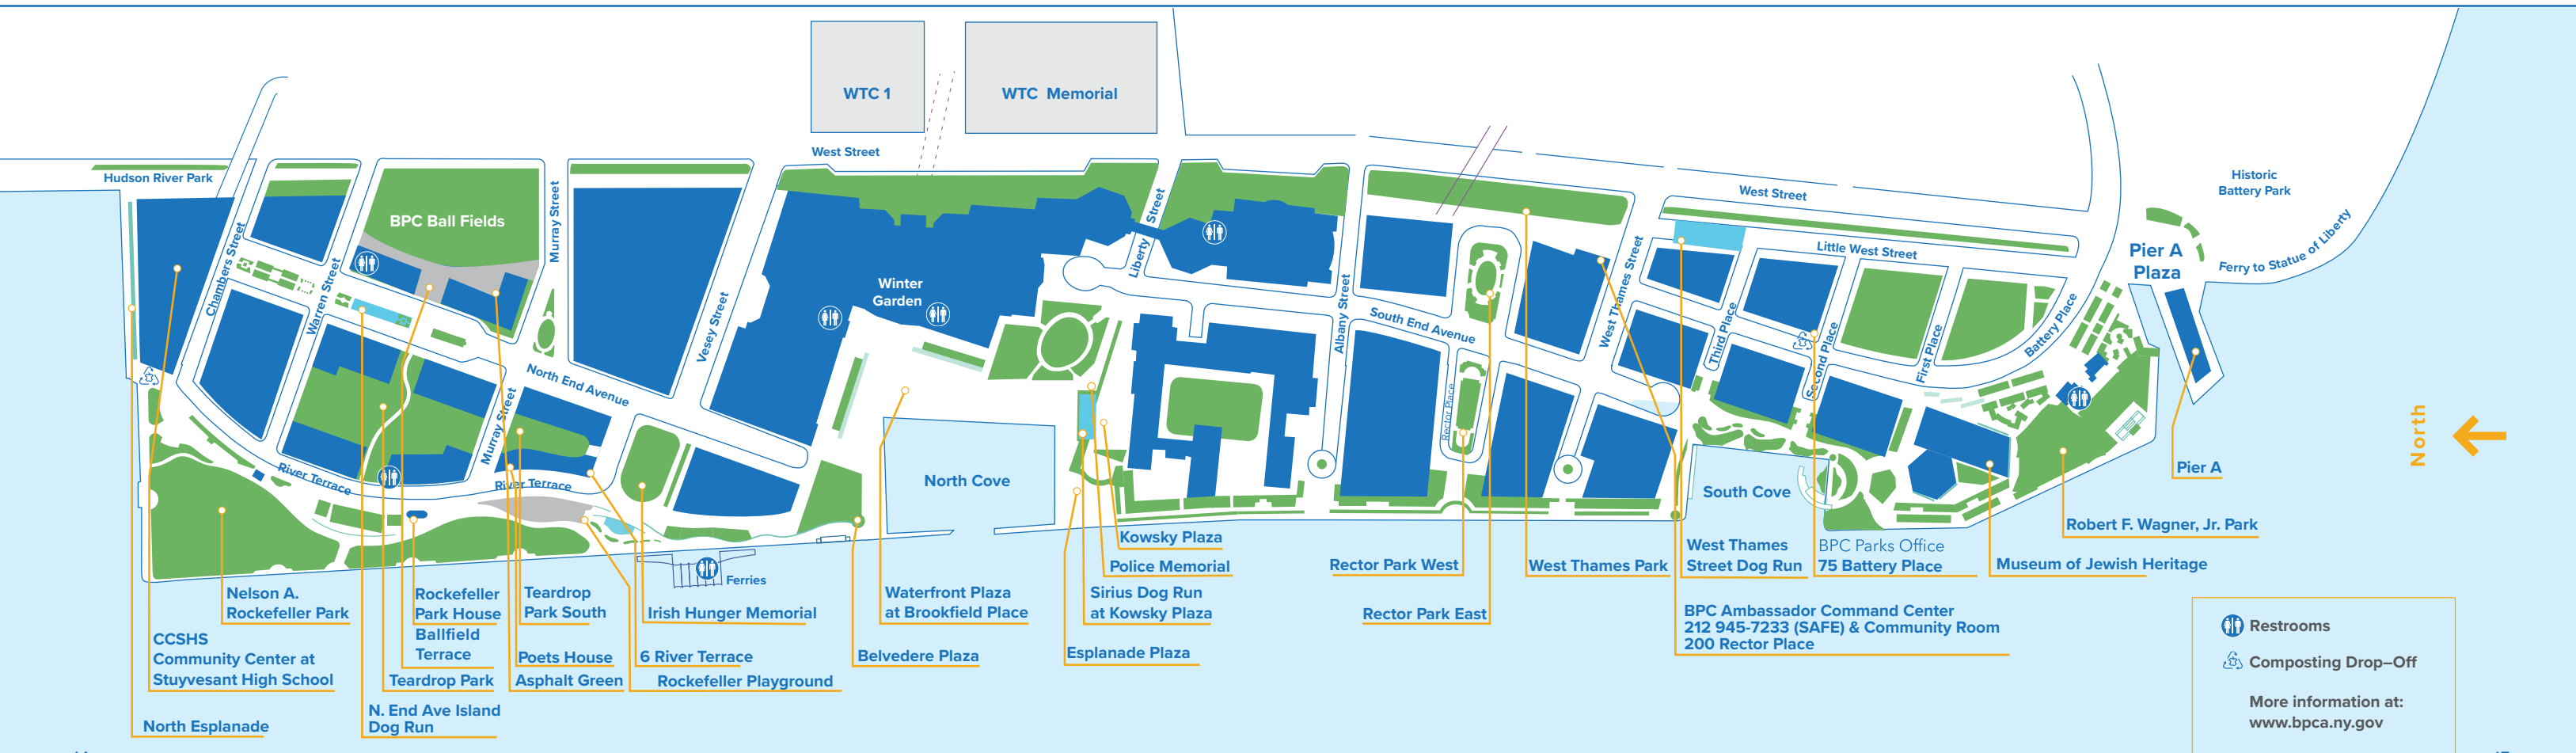 WTC 1
WTC Memorial
West Street
Hudson River Park
Chambers Street
Warren Street
BPC Ball Fields
Murray Street
Vesey Street
Winter
Garden
Liberty Street
Albany Street
South End Avenue
Rector Place
West Thames Street
West Street
Little West Street
Third Place
Second Place
First Place
Battery Place
Historic
Battery Park
Pier A
Plaza
Ferry to Statue of Liberty
North
North End Avenue
Murray Street
River Terrace
River Terrace
North Cove
South Cove
Ferries
Pier A
Robert F. Wagner, Jr. Park
Museum of Jewish Heritage
BPC Parks Office
75 Battery Place
West Thames
Street Dog Run
BPC Ambassador Command Center
212 945-7233 (SAFE) & Community Room
200 Rector Place
West Thames Park
Rector Park West
Rector Park East
Kowsky Plaza
Police Memorial
Sirius Dog Run
at Kowsky Plaza
Esplanade Plaza
Waterfront Plaza
at Brookfield Place
Belvedere Plaza
Irish Hunger Memorial
6 River Terrace
Rockefeller Playground
Teardrop
Park South
Poets House
Asphalt Green
Rockefeller
Park House
Ballfield
Terrace
Teardrop Park
N. End Ave Island
Dog Run
Nelson A.
Rockefeller Park
CCSHS
Community Center at
Stuyvesant High School
North Esplanade
Restrooms
Composting Drop–Off
More information at:
www.bpca.ny.gov